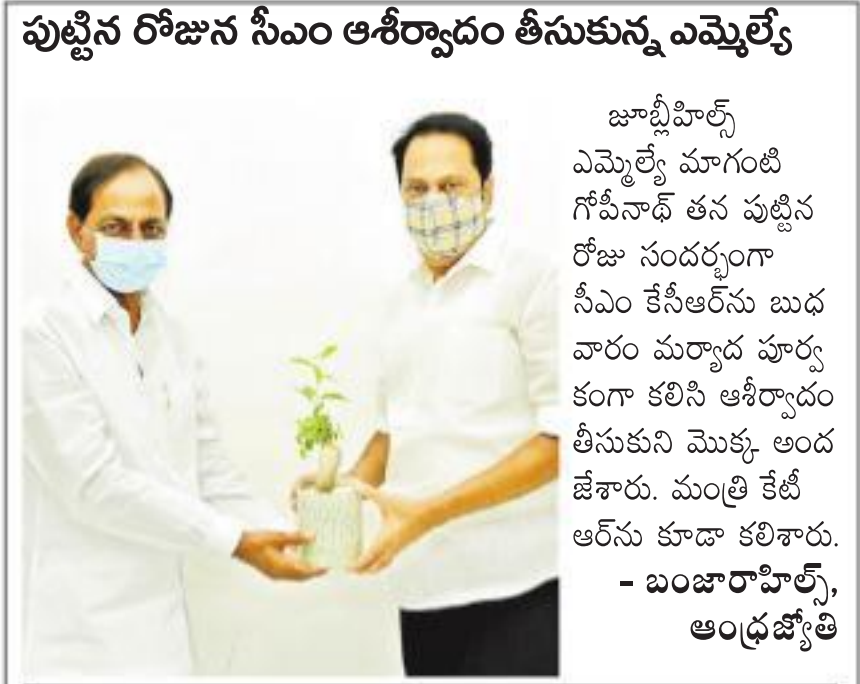 పుట్టిన రోజున సీఎం ఆశీర్వాదం తీసుకున్న ఎమ్మెల్యే
జూబ్లీహిల్స్
ఎమ్మెల్యే మాగంటి
గోపీనాథ్ తన పుట్టిన
రోజు సందర్భంగా
సీఎం కేసీఆర్‌ను బుధ
వారం మర్యాద పూర్వ
కంగా కలిసి ఆశీర్వాదం
తీసుకుని మొక్క అంద
జేశారు. మంత్రి కేటీ
ఆర్‌ను కూడా కలిశారు.
- బంజారాహిల్స్,
ఆంధ్రజ్యోతి